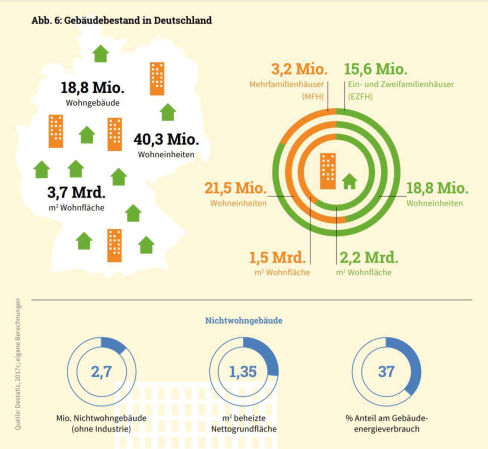 Abb. 6: Gebäudebestand in Deutschland
18,8 Mio.
Wohngebäude
40,3 Mio.
Wohneinheiten
3,7 Mrd.
m² Wohnfläche
3,2 Mio.
Mehrfamilienhäuser
(MFH)
15,6 Mio.
Ein- und Zweifamilienhäuser
(EZFH)
21,5 Mio.
Wohneinheiten
18,8 Mio.
Wohneinheiten
1,5 Mrd.
m² Wohnfläche
2,2 Mrd.
m² Wohnfläche
Nichtwohngebäude
2,7
Mio. Nichtwohngebäude
(ohne Industrie)
1,35
m² beheizte
Nettogrundfläche
37
% Anteil am Gebäude-
energieverbrauch
Quelle: Destatis, 2017c; eigene Berechnungen